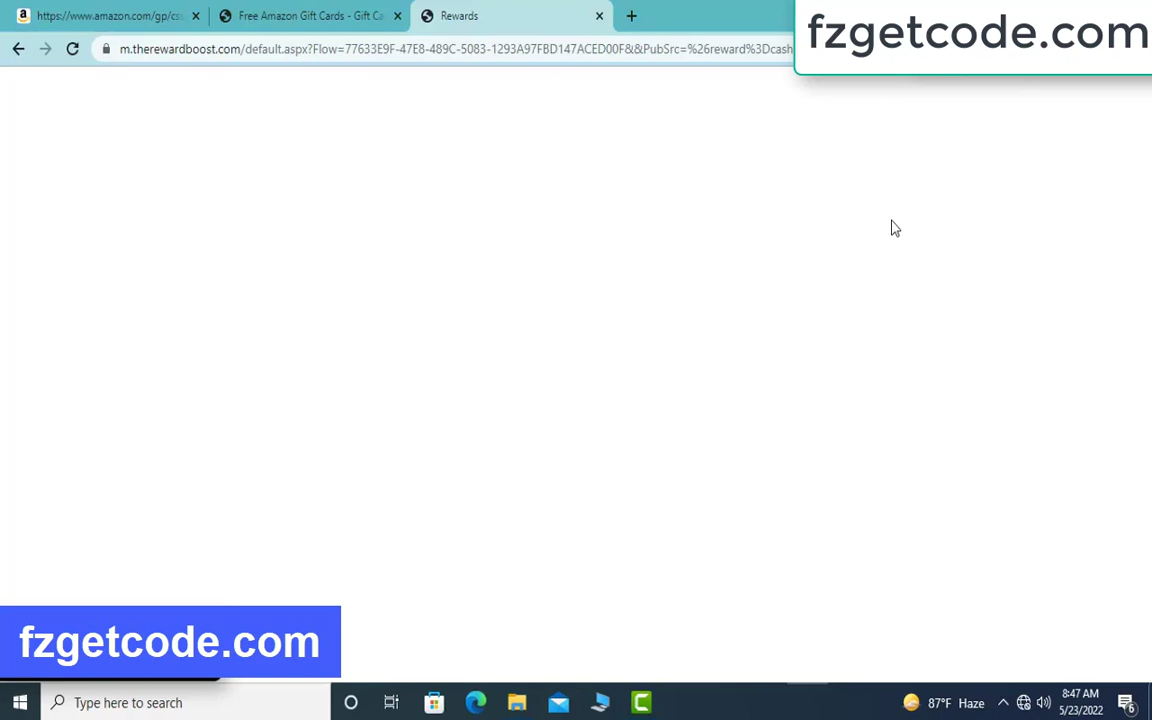 https://www.amazon.com/gp/css
Free Amazon Gift Cards - Gift Ca
Rewards
fzgetcode.com
m.therewardboost.com/default.aspx?Flow=77633E9F-47E8-489C-5083-1293A97FBD147ACED00F&&PubSrc=%26reward%3Dcash
fzgetcode.com
Type here to search
87°F Haze
8:47 AM
5/23/2022
6